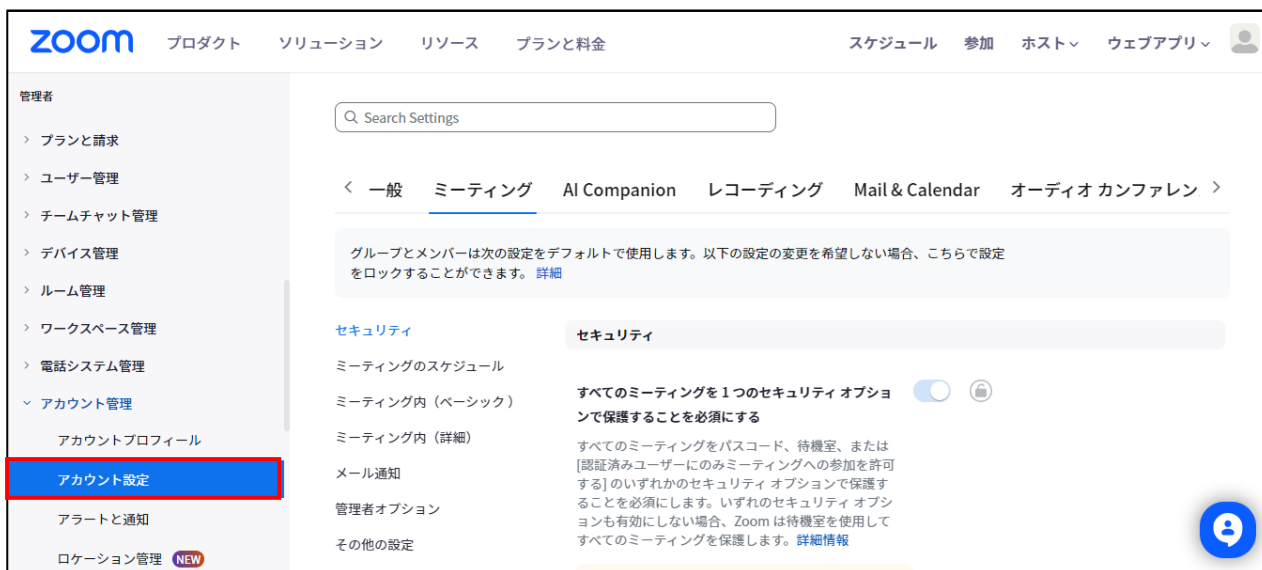 zoom プロダクト ソリューション リソース プランと料金 スケジュール 参加 ホスト ウェブアプリ
管理者
プランと請求
ユーザー管理
チームチャット管理
デバイス管理
ルーム管理
ワークスペース管理
電話システム管理
アカウント管理
アカウントプロフィール
アカウント設定
アラートと通知
ロケーション管理 NEW
Search Settings
一般 ミーティング AI Companion レコーディング Mail & Calendar オーディオ カンファレン
グループとメンバーは次の設定をデフォルトで使用します。以下の設定の変更を希望しない場合、こちらで設定
をロックすることができます。 詳細
セキュリティ
ミーティングのスケジュール
ミーティング内（ベーシック ）
ミーティング内（詳細）
メール通知
管理者オプション
その他の設定
セキュリティ
すべてのミーティングを 1 つのセキュリティ オプショ
ンで保護することを必須にする
すべてのミーティングをパスコード、待機室、または
[認証済みユーザーにのみミーティングへの参加を許可
する] のいずれかのセキュリティ オプションで保護す
ることを必須にします。いずれのセキュリティ オプシ
ョンも有効にしない場合、Zoom は待機室を使用して
すべてのミーティングを保護します。詳細情報